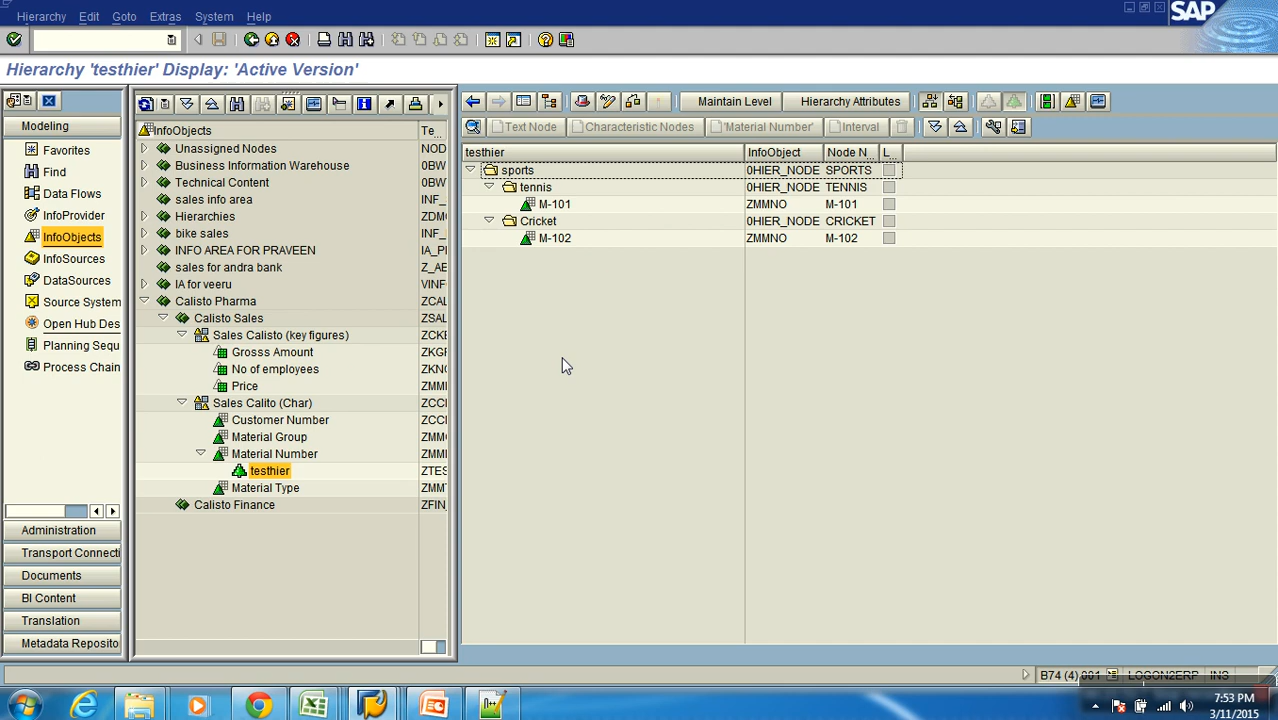 Hierarchy Edit Goto Extras System Help
SAP
Hierarchy 'testhier' Display: 'Active Version'
Modeling
Favorites
Find
Data Flows
InfoProvider
InfoObjects
InfoSources
DataSources
Source System
Open Hub Des
Planning Sequ
Process Chain
Administration
Transport Connecti
Documents
BI Content
Translation
Metadata Reposito
InfoObjects Te...
Unassigned Nodes NOD
Business Information Warehouse 0BW
Technical Content 0BW
sales info area INF_
Hierarchies ZDM
bike sales INF_
INFO AREA FOR PRAVEEN IA_P
sales for andra bank Z_AE
IA for veeru VINF
Calisto Pharma ZCAL
Calisto Sales ZSAL
Sales Calisto (key figures) ZCKE
Grosss Amount ZKGF
No of employees ZKNC
Price ZMM
Sales Calito (Char) ZCC
Customer Number ZCC
Material Group ZMM
Material Number ZMM
testhier ZTES
Material Type ZMM
Calisto Finance ZFIN_
Maintain Level Hierarchy Attributes
Text Node Characteristic Nodes 'Material Number' Interval
testhier InfoObject Node N... L...
sports 0HIER_NODE SPORTS
tennis 0HIER_NODE TENNIS
M-101 ZMMNO M-101
Cricket 0HIER_NODE CRICKET
M-102 ZMMNO M-102
B74 (4) 001 LOGON2ERP INS
7:53 PM
3/11/2015